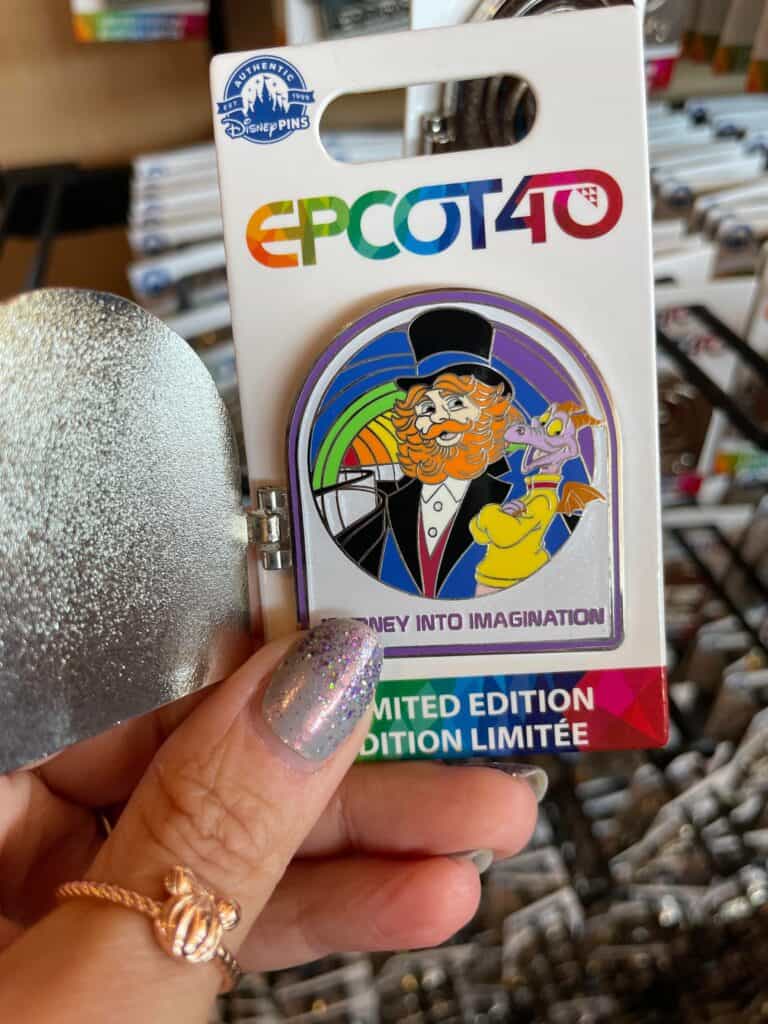 AUTHENTIC
EST 1999
Disney PINS
EPCOT40
NEY INTO IMAGINATION
MITED EDITION
DITION LIMITÉE